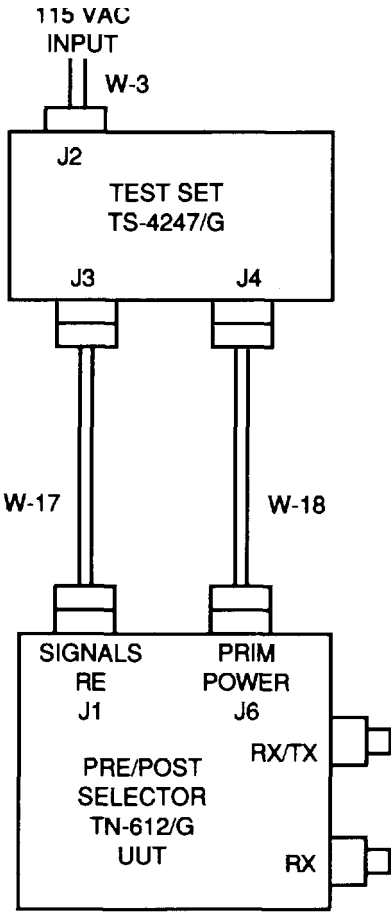 115 VAC
INPUT
W-3
J2
TEST SET
TS-4247/G
J3
J4
W-17
W-18
SIGNALS
RE
J1
PRIM
POWER
J6
RX/TX
PRE/POST
SELECTOR
TN-612/G
UUT
RX